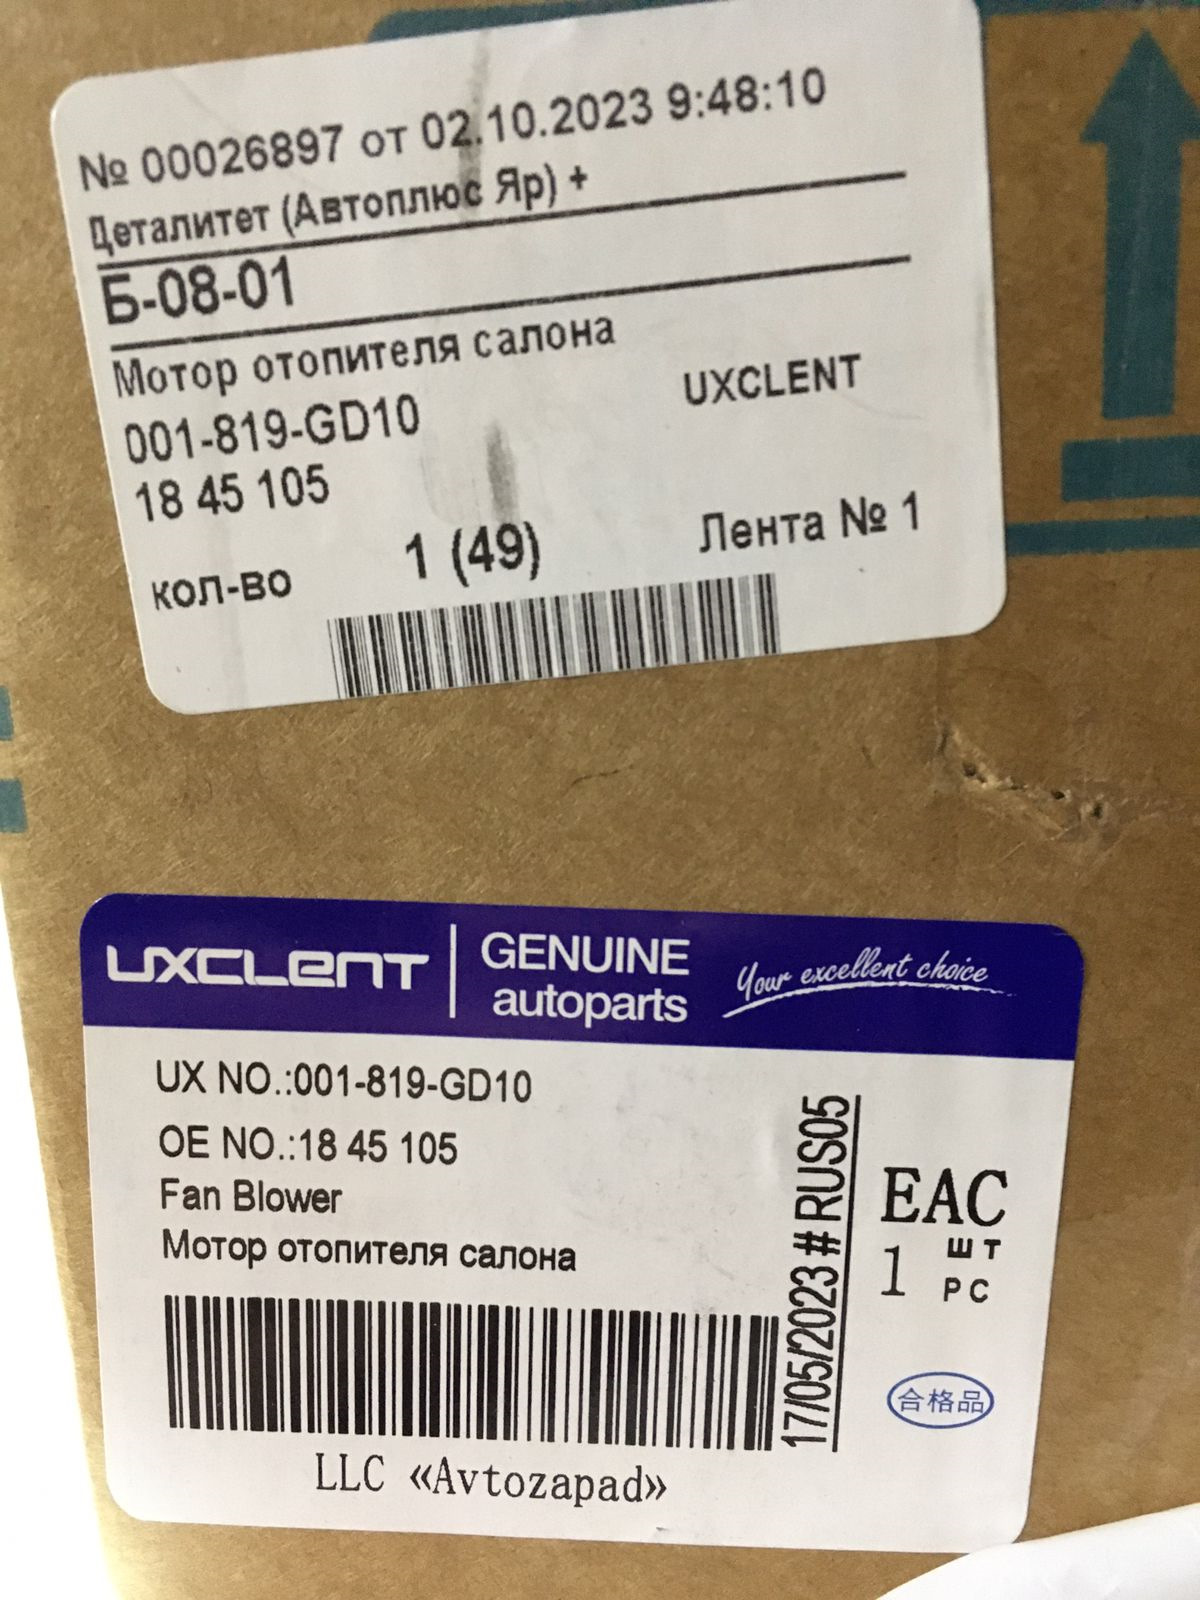 № 00026897 от 02.10.2023 9:48:10
Деталитет (Автоплюс Яр) +
Б-08-01
Мотор отопителя салона
001-819-GD10 UXCLENT
18 45 105
кол-во 1 (49) Лента № 1
UXCLENT GENUINE autoparts Your excellent choice
UX NO.:001-819-GD10
OE NO.:18 45 105
Fan Blower
Мотор отопителя салона
17/05/2023#RUS05
EAC
1 ШТ
PC
合格品
LLC «Avtozapad»